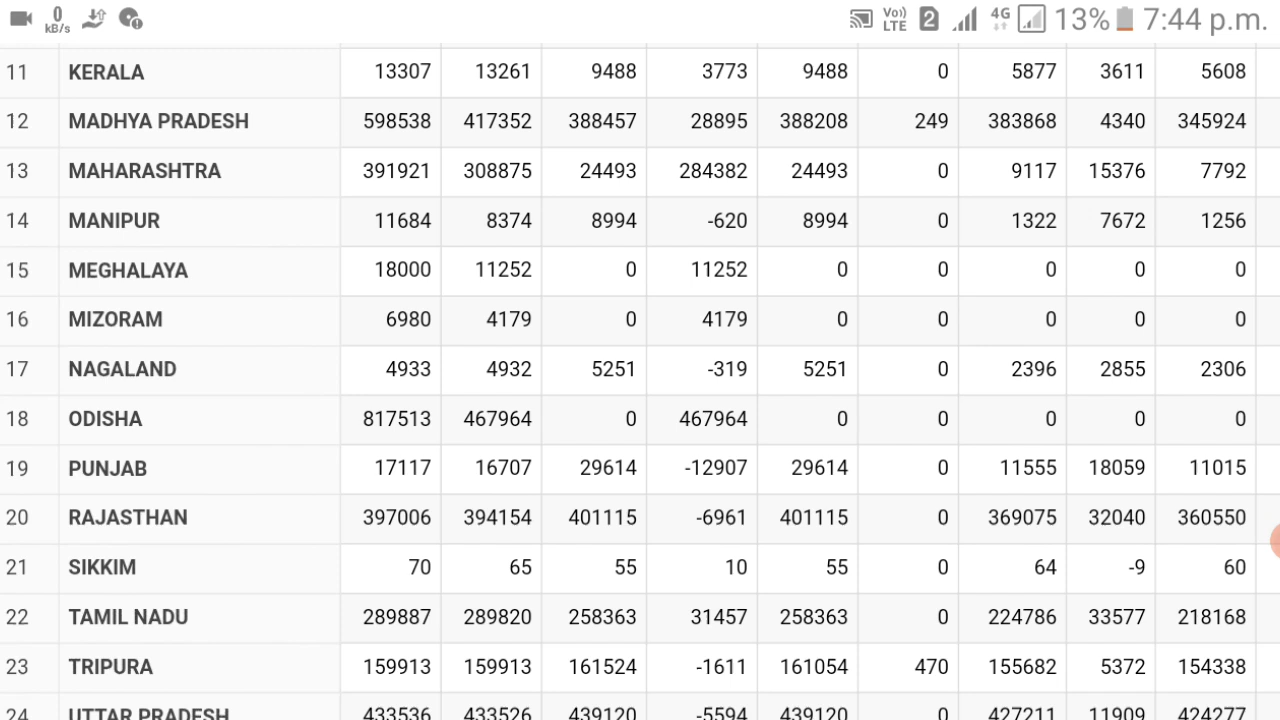 0 kB/s Vo)) LTE 2 4G 13% 7:44 p.m.
11 KERALA 13307 13261 9488 3773 9488 0 5877 3611 5608
12 MADHYA PRADESH 598538 417352 388457 28895 388208 249 383868 4340 345924
13 MAHARASHTRA 391921 308875 24493 284382 24493 0 9117 15376 7792
14 MANIPUR 11684 8374 8994 -620 8994 0 1322 7672 1256
15 MEGHALAYA 18000 11252 0 11252 0 0 0 0 0
16 MIZORAM 6980 4179 0 4179 0 0 0 0 0
17 NAGALAND 4933 4932 5251 -319 5251 0 2396 2855 2306
18 ODISHA 817513 467964 0 467964 0 0 0 0 0
19 PUNJAB 17117 16707 29614 -12907 29614 0 11555 18059 11015
20 RAJASTHAN 397006 394154 401115 -6961 401115 0 369075 32040 360550
21 SIKKIM 70 65 55 10 55 0 64 -9 60
22 TAMIL NADU 289887 289820 258363 31457 258363 0 224786 33577 218168
23 TRIPURA 159913 159913 161524 -1611 161054 470 155682 5372 154338
24 UTTAR PRADESH 433536 433526 439120 -5594 439120 0 427211 11909 424277